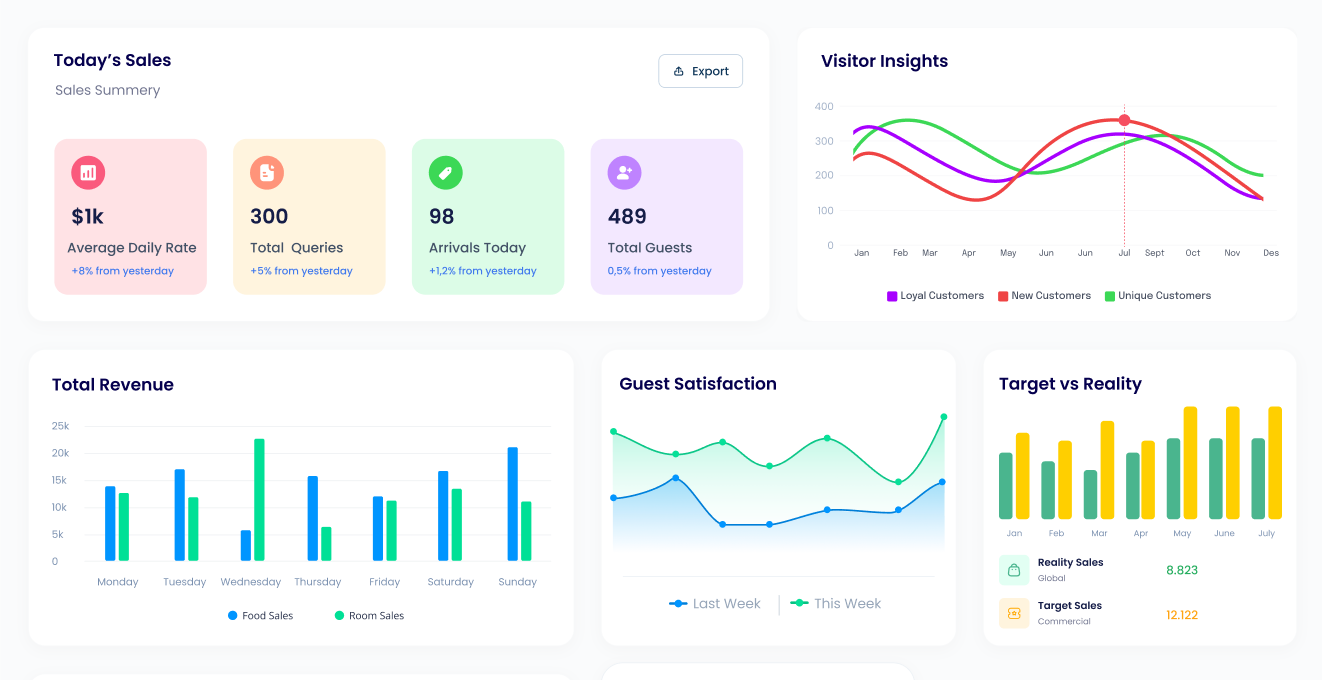 Today’s Sales
Sales Summery
Export
$1k
Average Daily Rate
+8% from yesterday
300
Total  Queries
+5% from yesterday
98
Arrivals Today
+1,2% from yesterday
489
Total Guests
0,5% from yesterday
Visitor Insights
400
300
200
100
0
Jan Feb Mar Apr May Jun Jun Jul Sept Oct Nov Des
Loyal Customers New Customers Unique Customers
Total Revenue
25k
20k
15k
10k
5k
0
Monday Tuesday Wednesday Thursday Friday Saturday Sunday
Food Sales Room Sales
Guest Satisfaction
Last Week This Week
Target vs Reality
Jan Feb Mar Apr May June July
Reality Sales
Global
8.823
Target Sales
Commercial
12.122